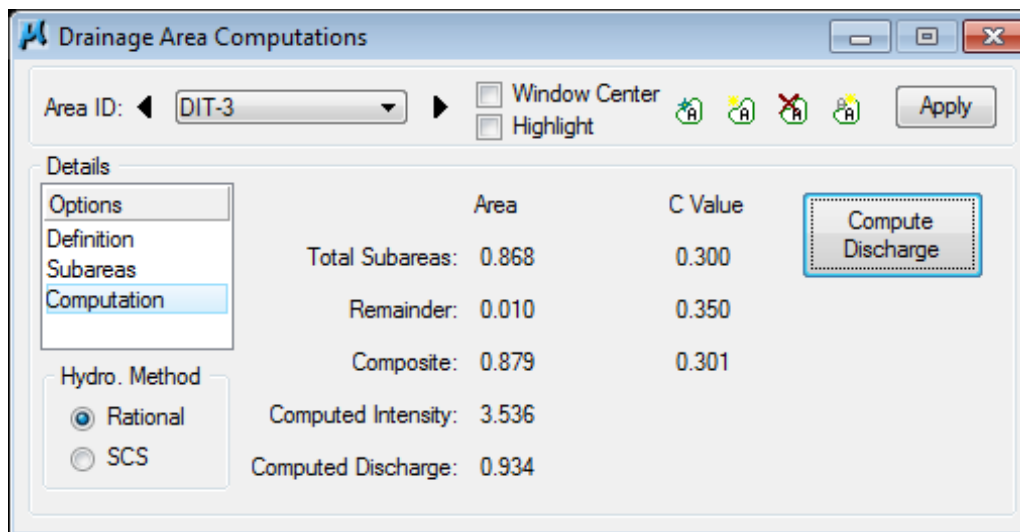 Drainage Area Computations
Area ID: DIT-3
Window Center
Highlight
Apply
Details
Options
Definition
Subareas
Computation
Hydro. Method
Rational
SCS
Area C Value
Total Subareas: 0.868 0.300
Remainder: 0.010 0.350
Composite: 0.879 0.301
Computed Intensity: 3.536
Computed Discharge: 0.934
Compute
Discharge